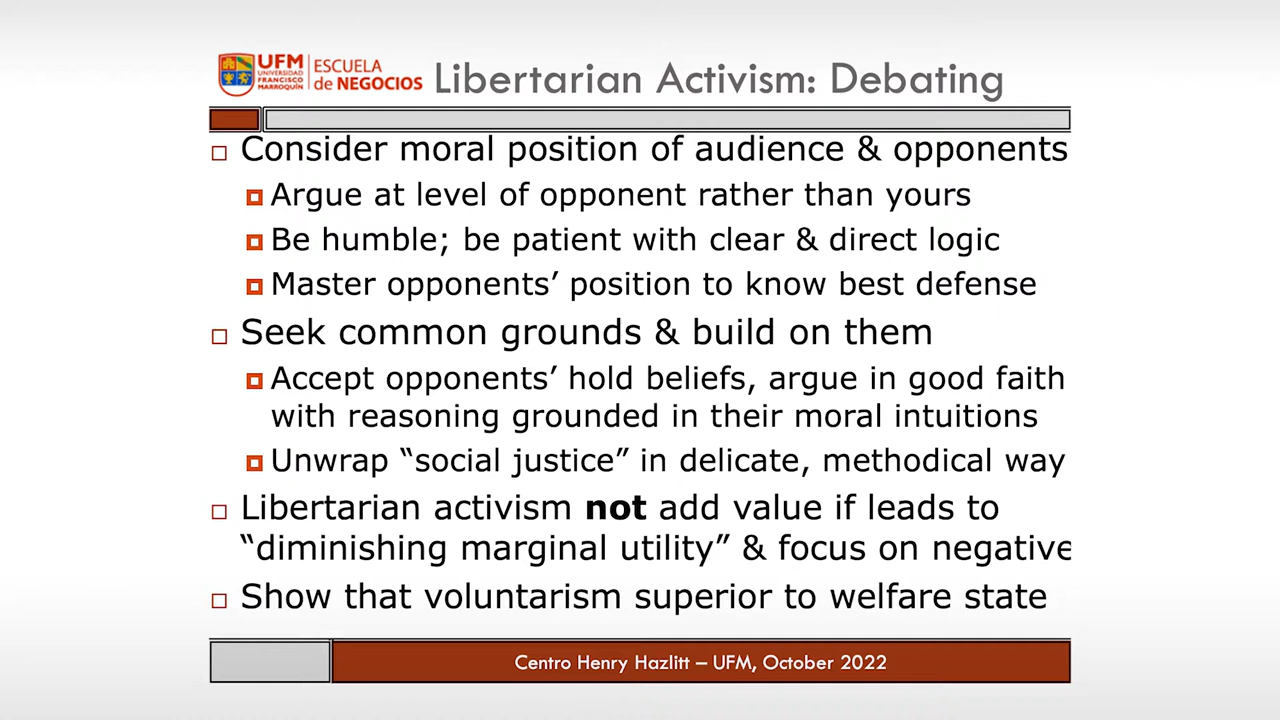 UFM
UNIVERSIDAD
FRANCISCO
MARROQUÍN
ESCUELA
de NEGOCIOS
Libertarian Activism: Debating
Consider moral position of audience & opponents
Argue at level of opponent rather than yours
Be humble; be patient with clear & direct logic
Master opponents’ position to know best defense
Seek common grounds & build on them
Accept opponents’ hold beliefs, argue in good faith
with reasoning grounded in their moral intuitions
Unwrap “social justice” in delicate, methodical way
Libertarian activism not add value if leads to
“diminishing marginal utility” & focus on negative
Show that voluntarism superior to welfare state
Centro Henry Hazlitt – UFM, October 2022